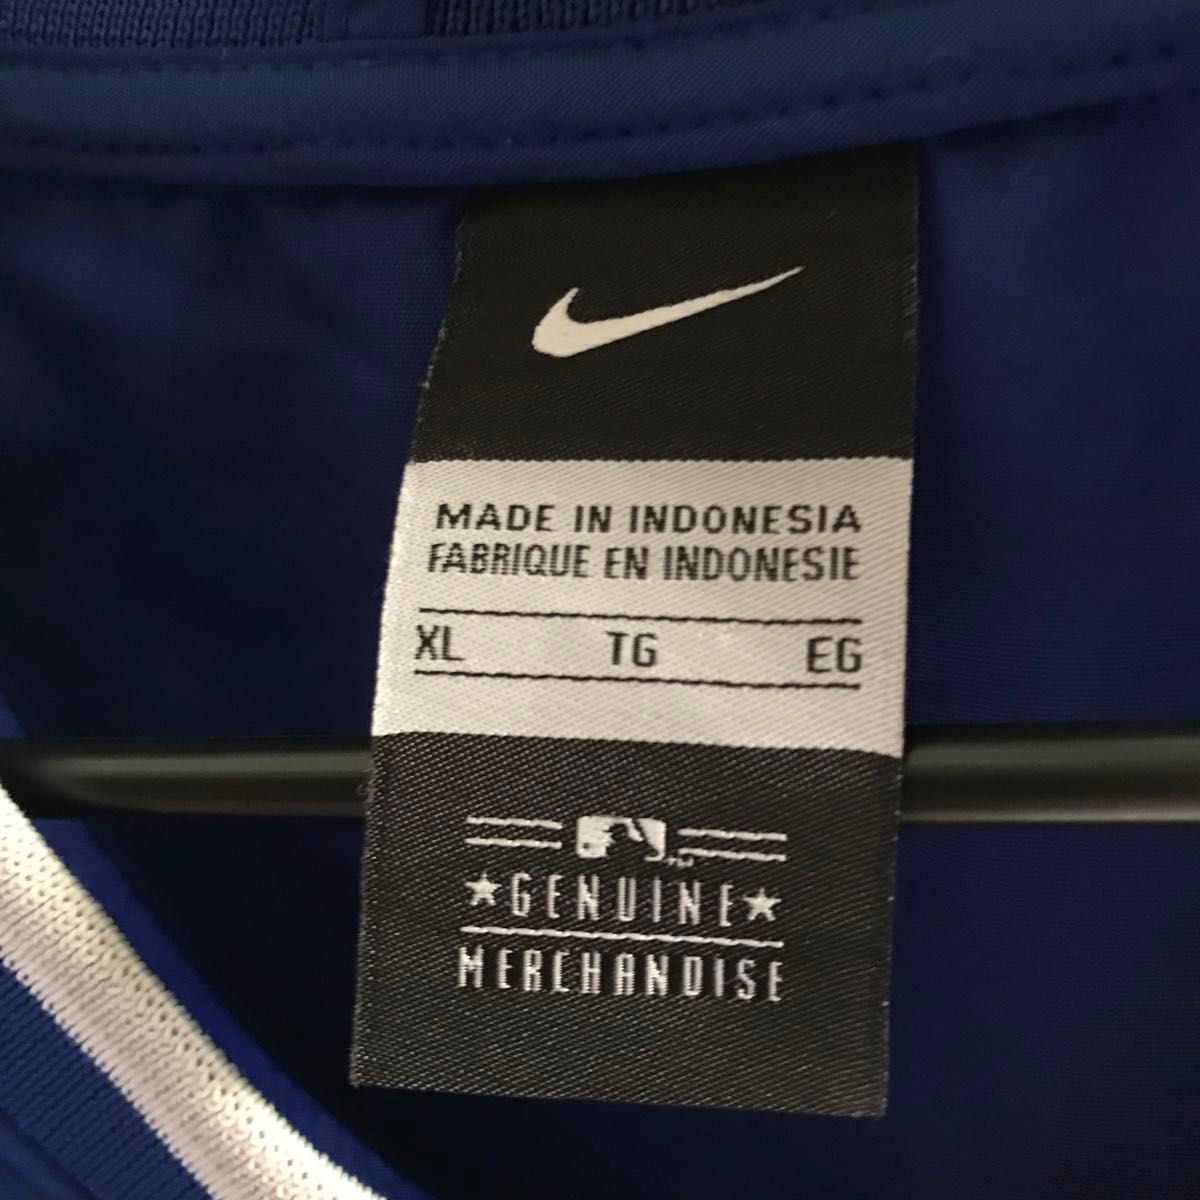 MADE IN INDONESIA
FABRIQUE EN INDONESIE
XL TG EG
★GENUINE★
MERCHANDISE